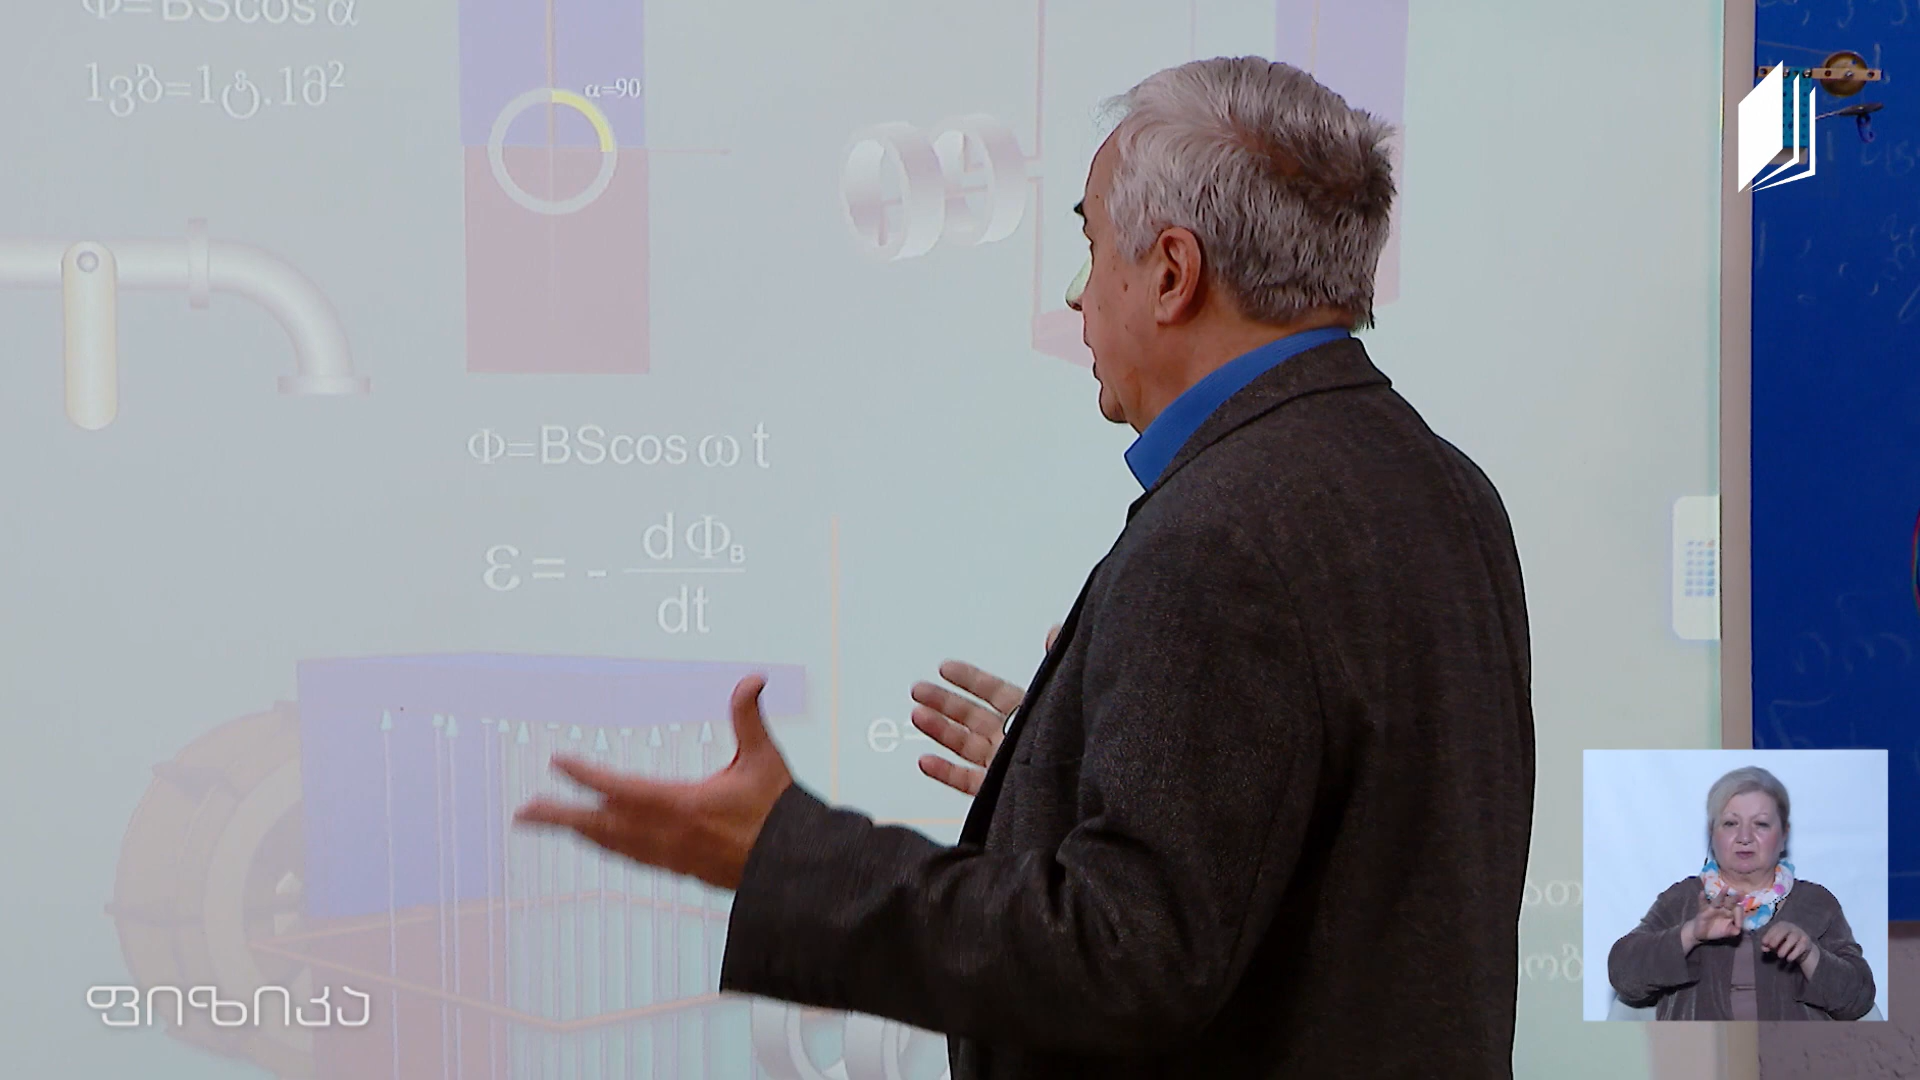 Φ=BScos α
1ვბ=1ტ.1მ²
α=90
Φ=BScos ω t
ε= - dΦB
dt
e=
ფიზიკა